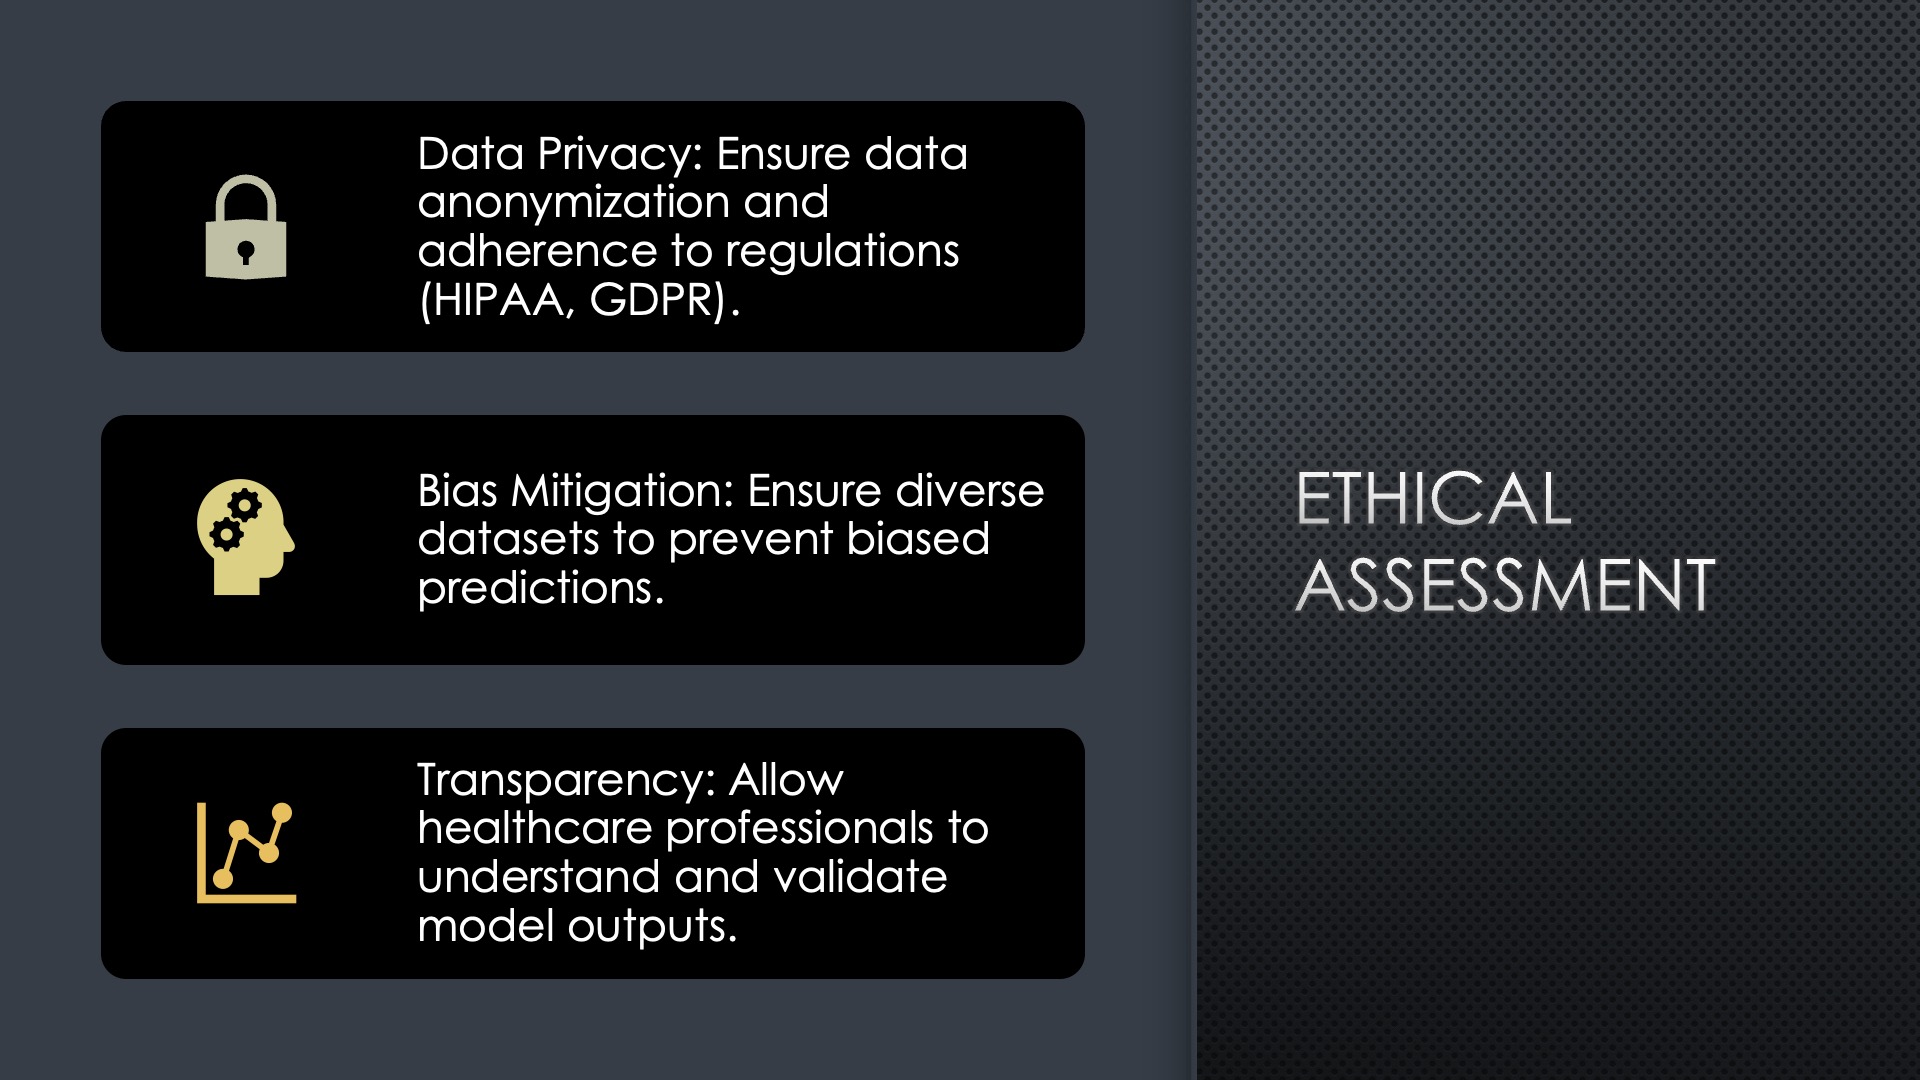 Data Privacy: Ensure data
anonymization and
adherence to regulations
(HIPAA, GDPR).
Bias Mitigation: Ensure diverse
datasets to prevent biased
predictions.
Transparency: Allow
healthcare professionals to
understand and validate
model outputs.
ETHICAL
ASSESSMENT